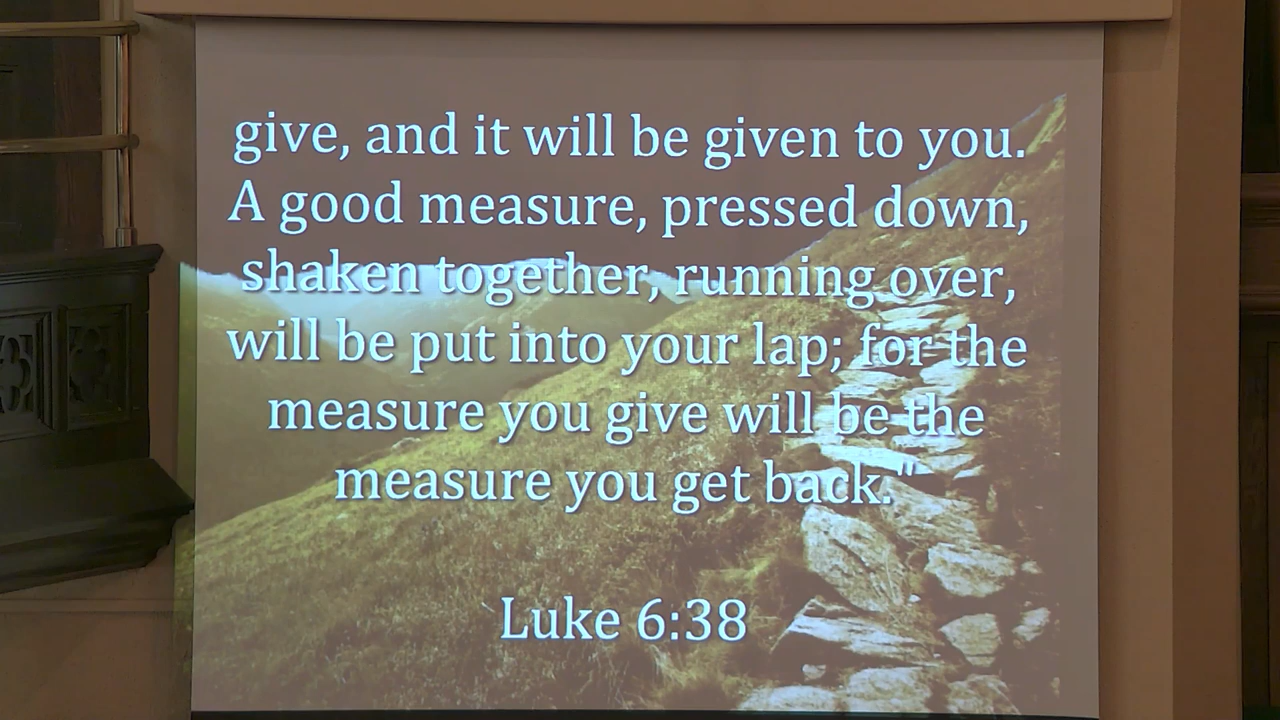 give, and it will be given to you.
A good measure, pressed down,
shaken together, running over,
will be put into your lap; for the
measure you give will be the
measure you get back."
Luke 6:38